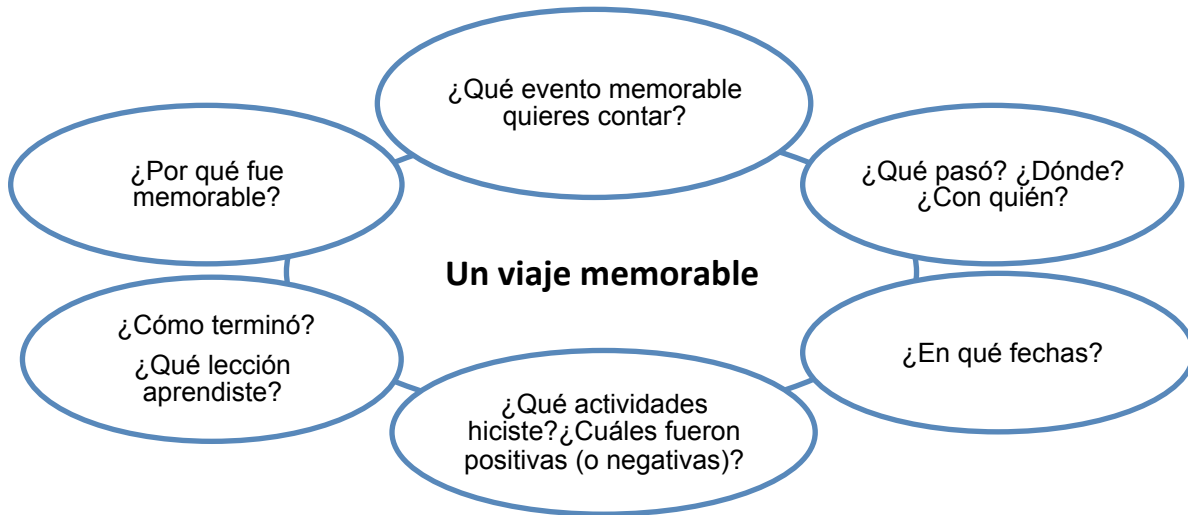 ¿Qué evento memorable
quieres contar?
¿Qué pasó? ¿Dónde?
¿Con quién?
¿En qué fechas?
¿Qué actividades
hiciste?¿Cuáles fueron
positivas (o negativas)?
¿Cómo terminó?
¿Qué lección
aprendiste?
¿Por qué fue
memorable?
Un viaje memorable